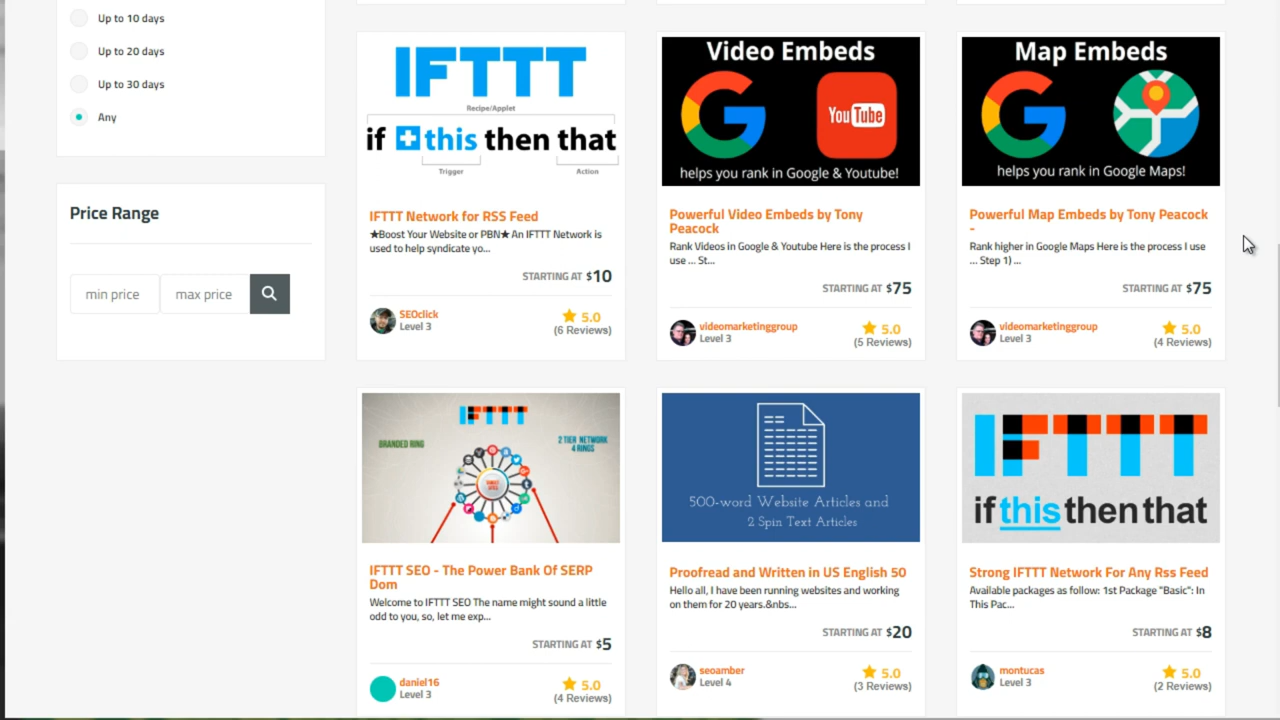 Up to 10 days
Up to 20 days
Up to 30 days
Any
Price Range
min price
max price
IFTTT
Recipe/Applet
if this then that
Trigger
Action
IFTTT Network for RSS Feed
★Boost Your Website or PBN★ An IFTTT Network is
used to help syndicate yo...
STARTING AT $10
SEOclick
Level 3
5.0
(6 Reviews)
Video Embeds
YouTube
helps you rank in Google & Youtube!
Powerful Video Embeds by Tony
Peacock
Rank Videos in Google & Youtube Here is the process I
use ... St...
STARTING AT $75
videomarketinggroup
Level 3
5.0
(5 Reviews)
Map Embeds
helps you rank in Google Maps!
Powerful Map Embeds by Tony Peacock
-
Rank higher in Google Maps Here is the process I use
... Step 1) ...
STARTING AT $75
videomarketinggroup
Level 3
5.0
(4 Reviews)
IFTTT
BRANDED RING
2 TIER NETWORK
4 RINGS
IFTTT SEO - The Power Bank Of SERP
Dom
Welcome to IFTTT SEO The name might sound a little
odd to you, so, let me exp...
STARTING AT $5
daniel16
Level 3
5.0
(4 Reviews)
500-word Website Articles and
2 Spin Text Articles
Proofread and Written in US English 50
Hello all, I have been running websites and working
on them for 20 years.&nbs...
STARTING AT $20
seoamber
Level 4
5.0
(3 Reviews)
IFTTT
if this then that
Strong IFTTT Network For Any Rss Feed
Available packages as follow: 1st Package "Basic": In
This Pac...
STARTING AT $8
montucas
Level 3
5.0
(2 Reviews)